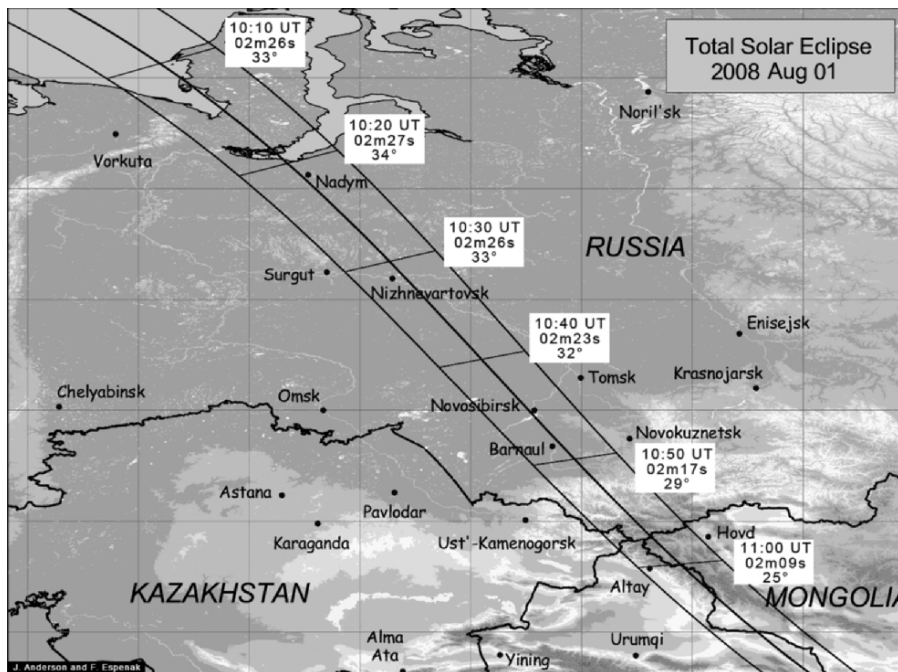 10:10 UT
02m26s
33°
Total Solar Eclipse
2008 Aug 01
Noril'sk
10:20 UT
02m27s
34°
Vorkuta
Nadym
10:30 UT
02m26s
33°
RUSSIA
Surgut
Nizhnevartovsk
10:40 UT
02m23s
32°
Enisejsk
Tomsk
Krasnojarsk
Chelyabinsk
Omsk
Novosibirsk
Novokuznetsk
Barnaul
10:50 UT
02m17s
29°
Astana
Pavlodar
Karaganda
Ust'-Kamenogorsk
Hovd
11:00 UT
02m09s
25°
Altay
KAZAKHSTAN
MONGOLIA
Alma
Ata
Yining
Urumqi
J. Anderson and F. Espenak